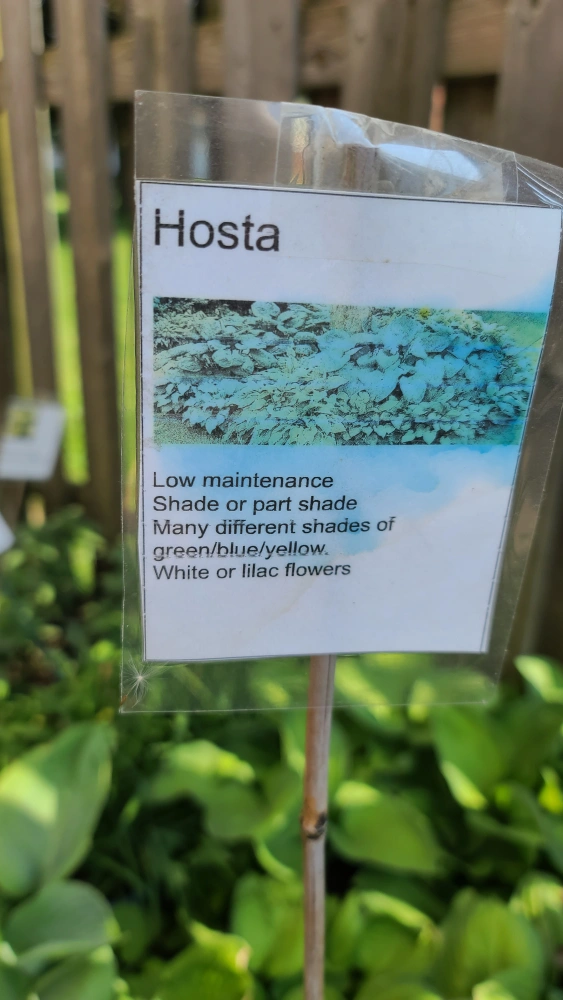 Hosta
Low maintenance
Shade or part shade
Many different shades of
green/blue/yellow.
White or lilac flowers